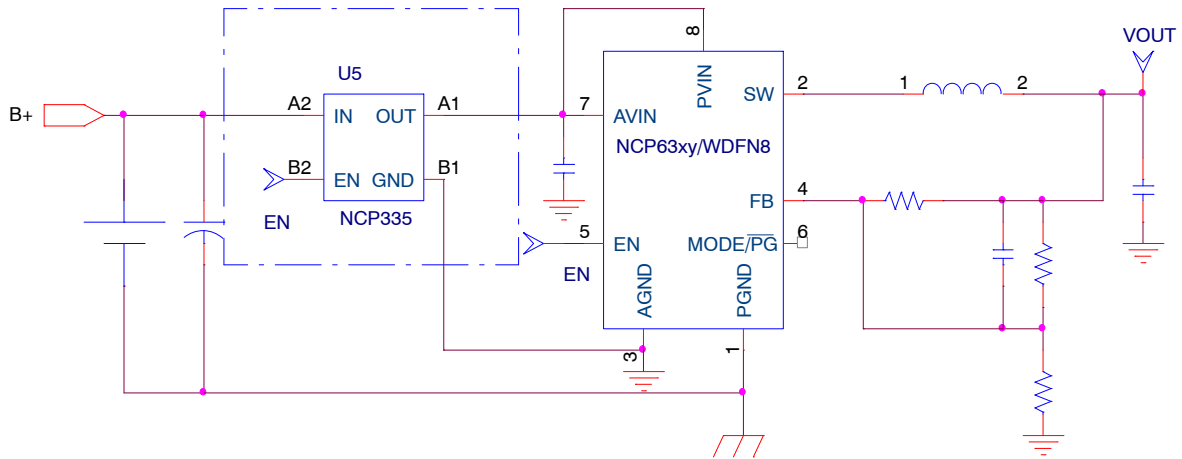 VOUT
U5
8
PVIN
B+
A2
IN
OUT
A1
7
AVIN
SW
2
1
2
NCP63xy/WDFN8
B2
EN
GND
B1
FB
4
EN
NCP335
5
EN
MODE/PG
6
EN
AGND
PGND
3
1